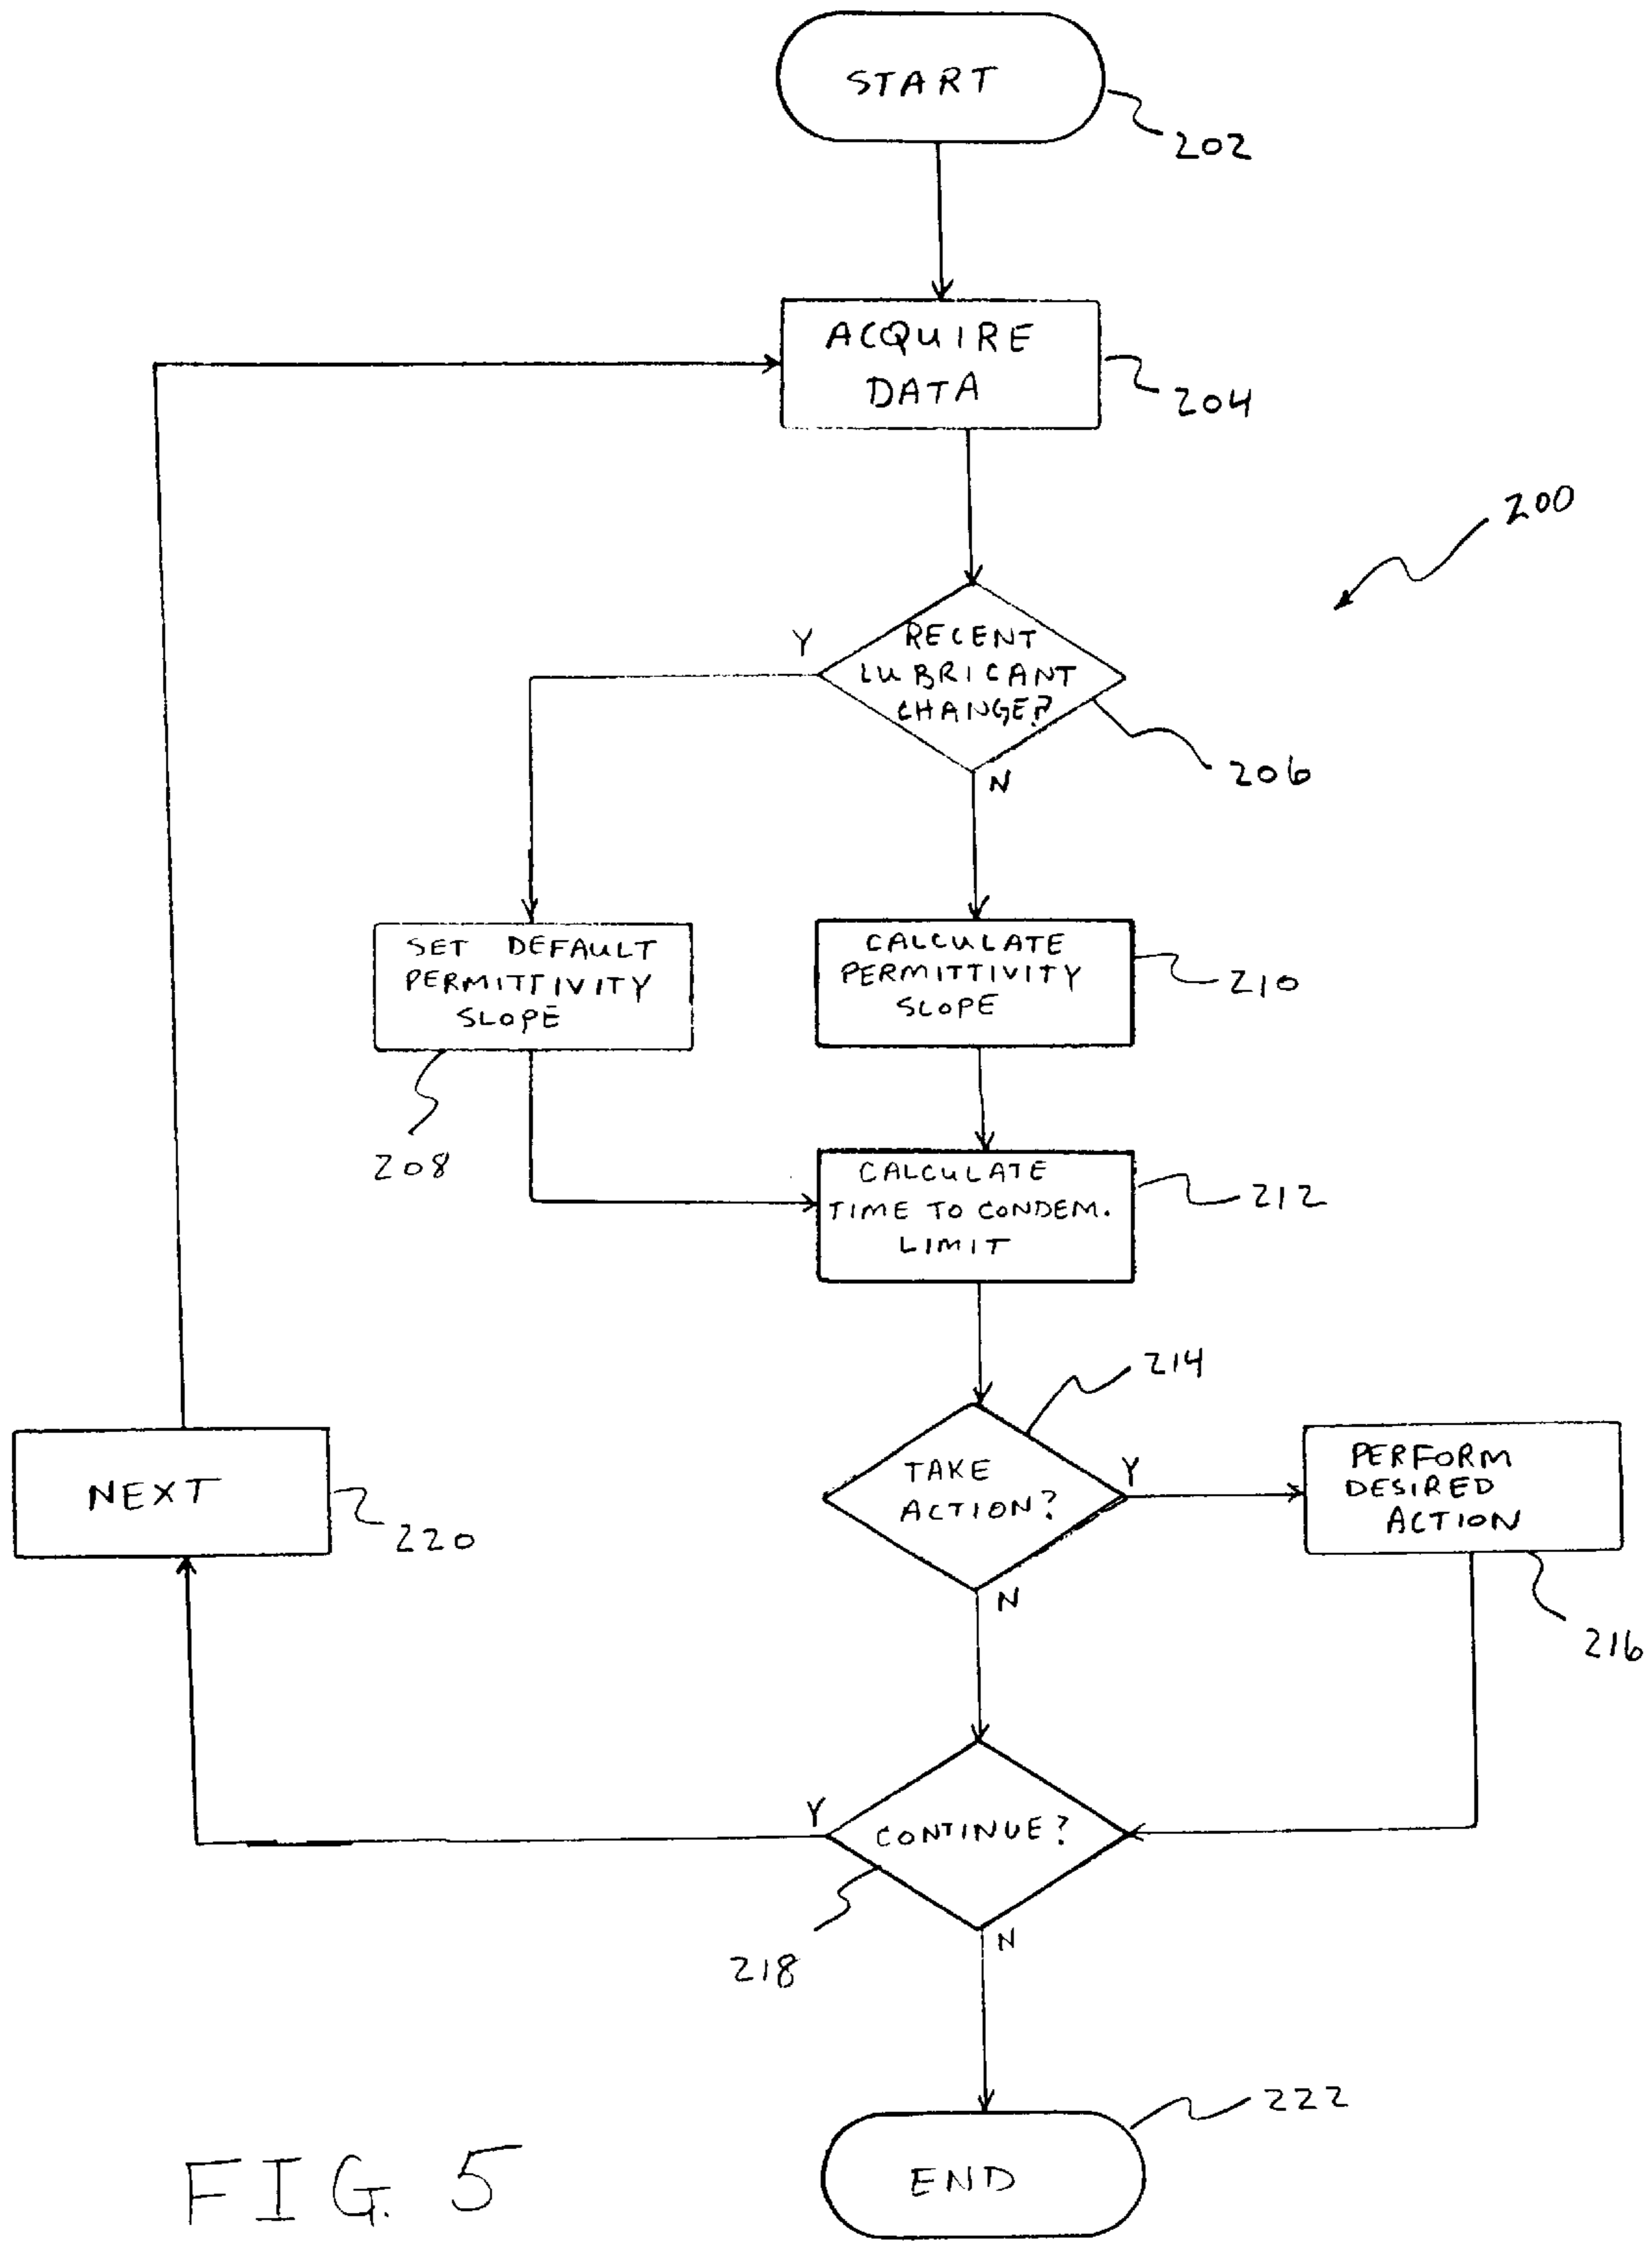 START
202
ACQUIRE
DATA
204
200
Y
RECENT
LUBRICANT
CHANGE?
206
N
SET DEFAULT
PERMITTIVITY
SLOPE
208
CALCULATE
PERMITTIVITY
SLOPE
210
CALCULATE
TIME TO CONDEM.
LIMIT
212
214
TAKE
ACTION?
Y
N
PERFORM
DESIRED
ACTION
216
NEXT
220
Y
CONTINUE?
218
N
222
END
FIG. 5